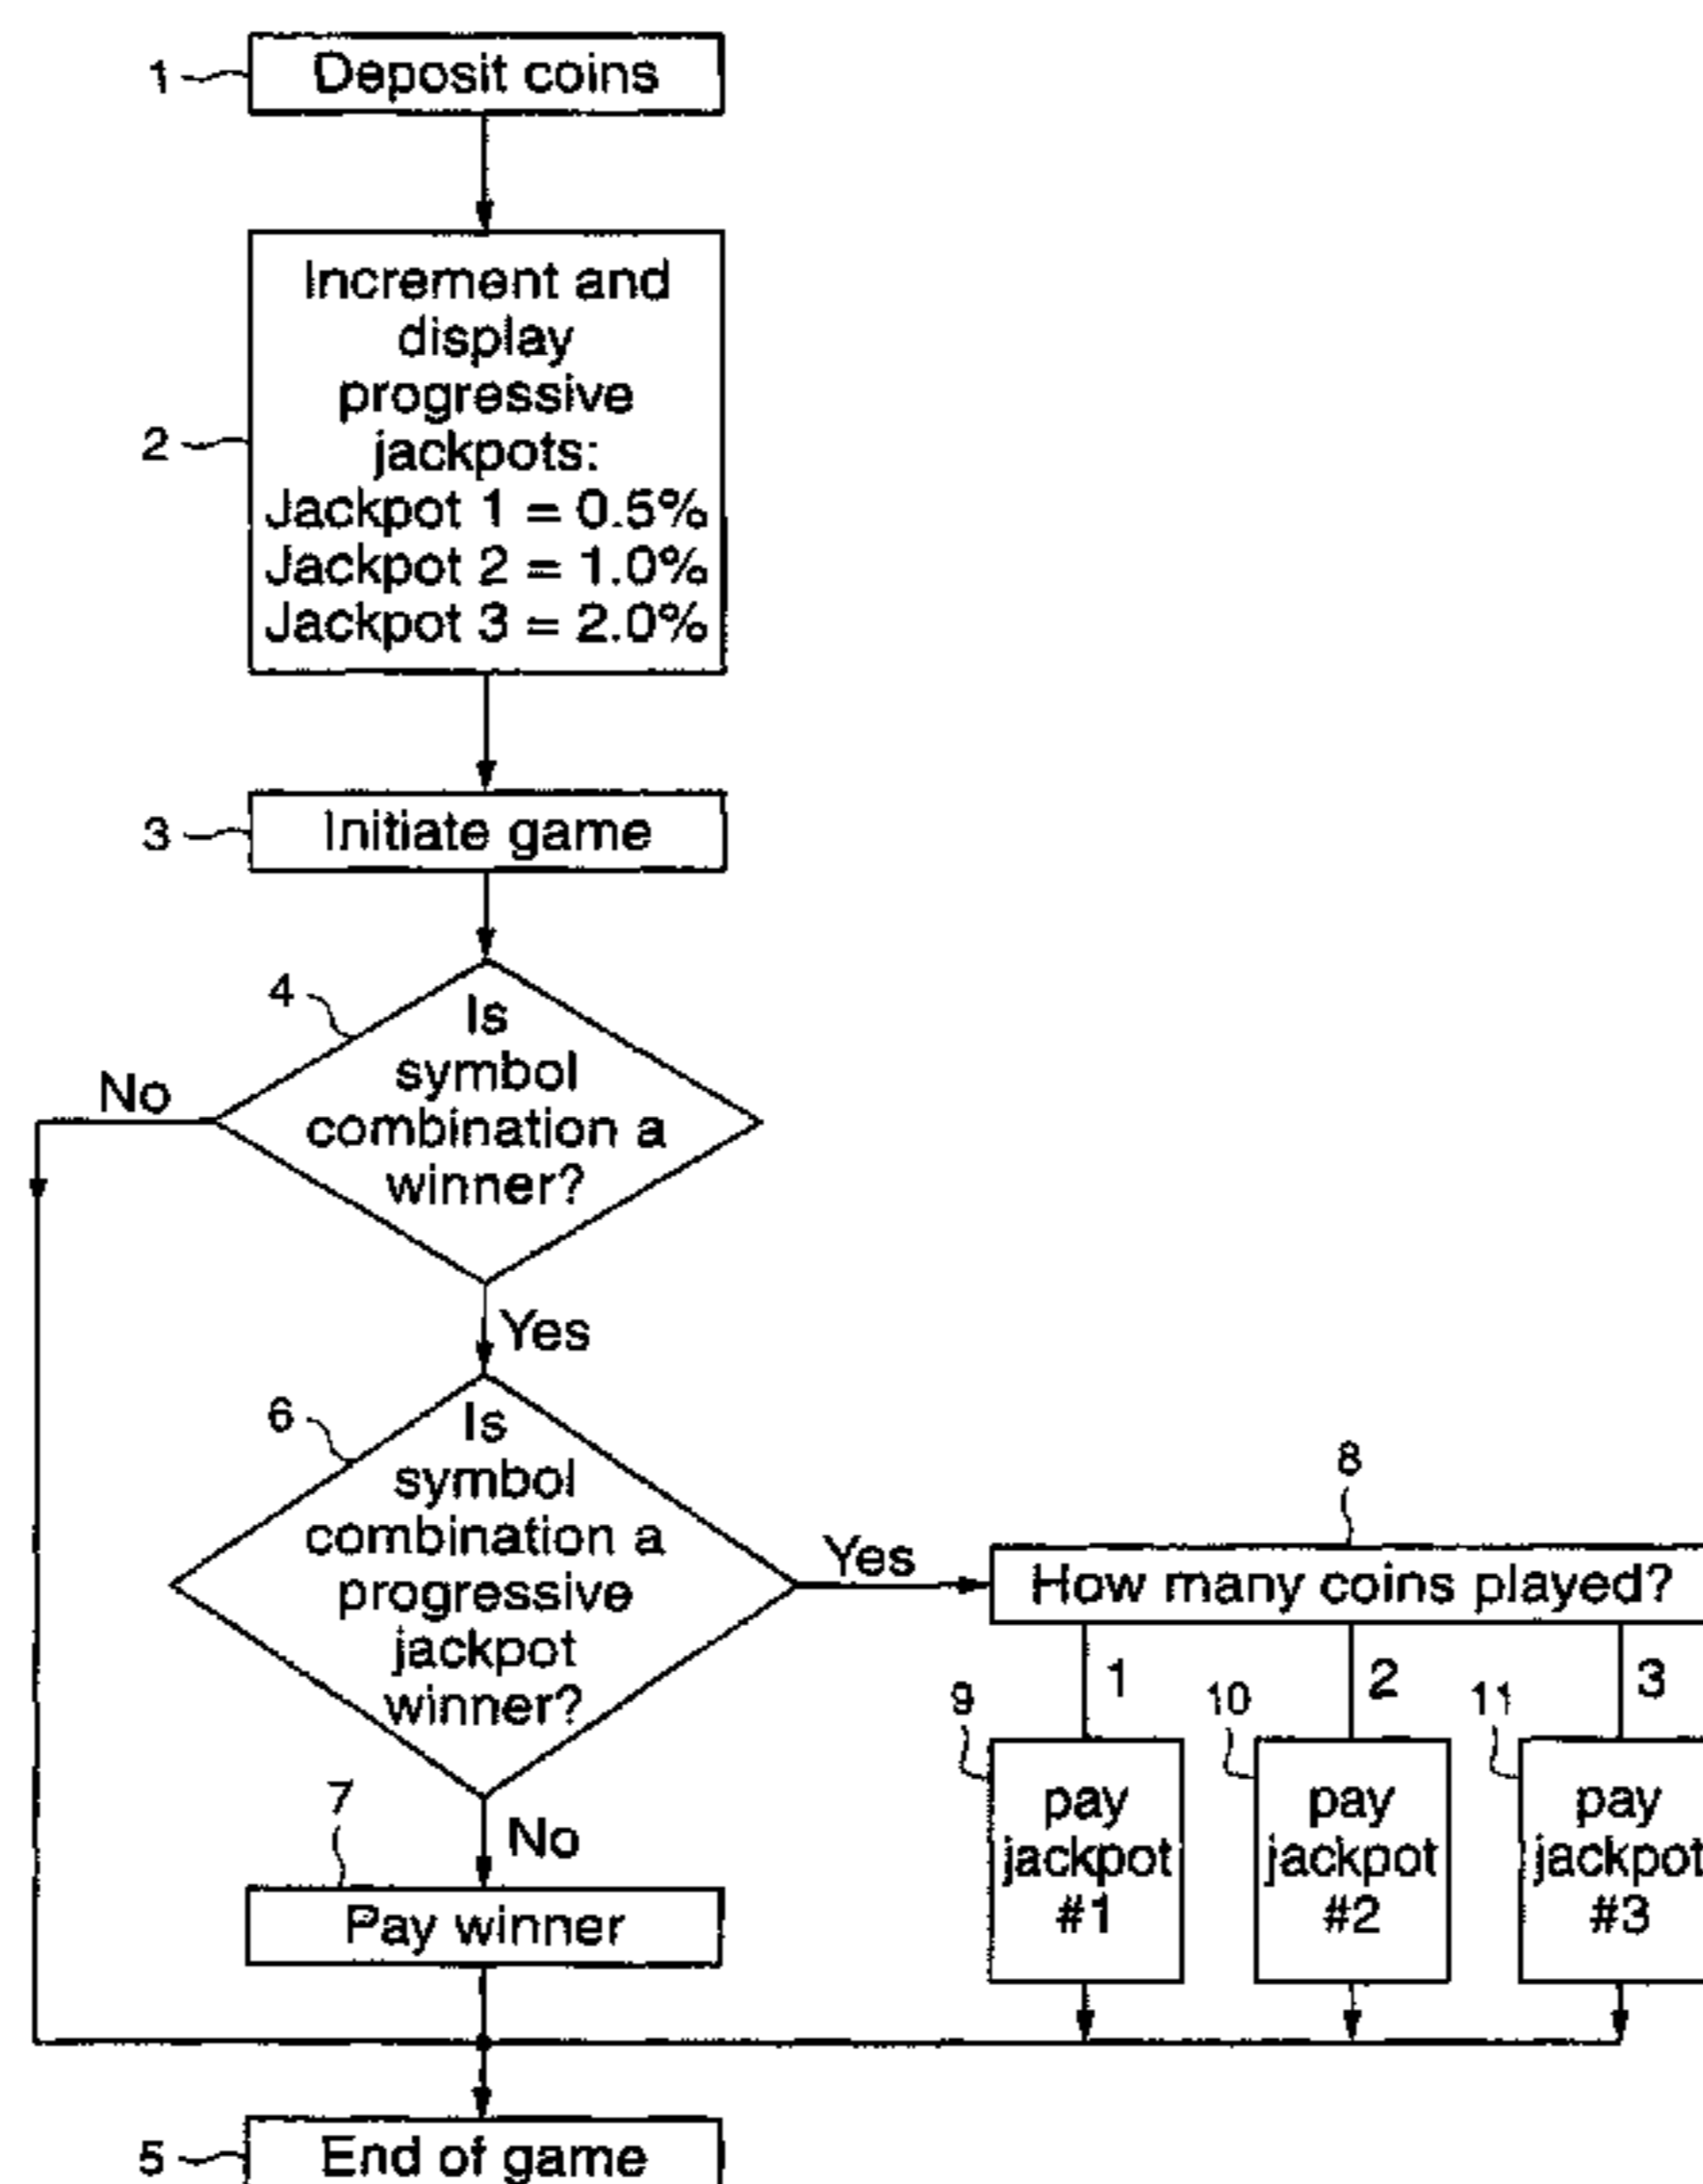 1
Deposit coins
2
Increment and
display
progressive
jackpots:
Jackpot 1 = 0.5%
Jackpot 2 = 1.0%
Jackpot 3 = 2.0%
3
Initiate game
4
Is
symbol
combination a
winner?
No
Yes
6
Is
symbol
combination a
progressive
jackpot
winner?
Yes
8
How many coins played?
1
2
3
9
10
11
pay
jackpot
#1
pay
jackpot
#2
pay
jackpot
#3
No
7
Pay winner
5
End of game